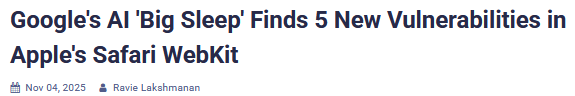 Google's AI 'Big Sleep' Finds 5 New Vulnerabilities in
Apple's Safari WebKit
Nov 04, 2025 Ravie Lakshmanan